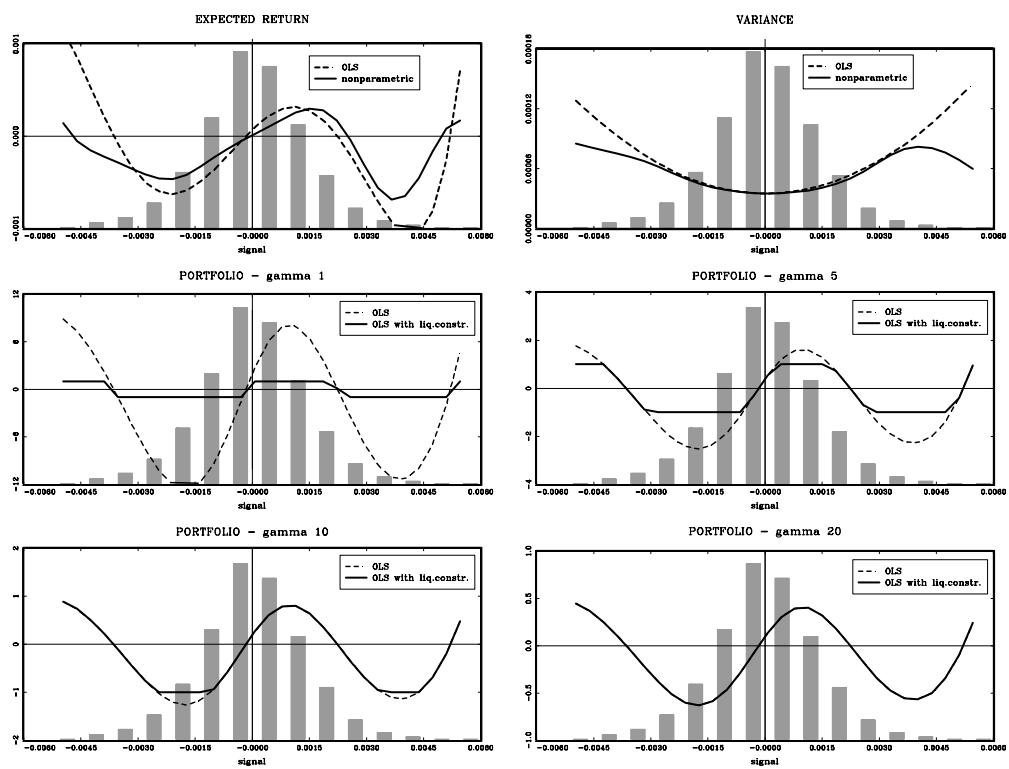 EXPECTED RETURN
0.001
0.000
-0.001
OLS
nonparametric
-0.0060 -0.0045 -0.0030 -0.0015 -0.0000 0.0015 0.0030 0.0045 0.0060
signal
VARIANCE
0.00018
0.00012
0.00006
0.00000
OLS
nonparametric
-0.0060 -0.0045 -0.0030 -0.0015 -0.0000 0.0015 0.0030 0.0045 0.0060
signal
PORTFOLIO - gamma 1
12
6
0
-6
-12
OLS
OLS with liq.constr.
-0.0060 -0.0045 -0.0030 -0.0015 -0.0000 0.0015 0.0030 0.0045 0.0060
signal
PORTFOLIO - gamma 5
4
2
0
-2
-4
OLS
OLS with liq.constr.
-0.0060 -0.0045 -0.0030 -0.0015 -0.0000 0.0015 0.0030 0.0045 0.0060
signal
PORTFOLIO - gamma 10
2
1
0
-1
-2
OLS
OLS with liq.constr.
-0.0060 -0.0045 -0.0030 -0.0015 -0.0000 0.0015 0.0030 0.0045 0.0060
signal
PORTFOLIO - gamma 20
1.0
0.5
0.0
-0.5
-1.0
OLS
OLS with liq.constr.
-0.0060 -0.0045 -0.0030 -0.0015 -0.0000 0.0015 0.0030 0.0045 0.0060
signal